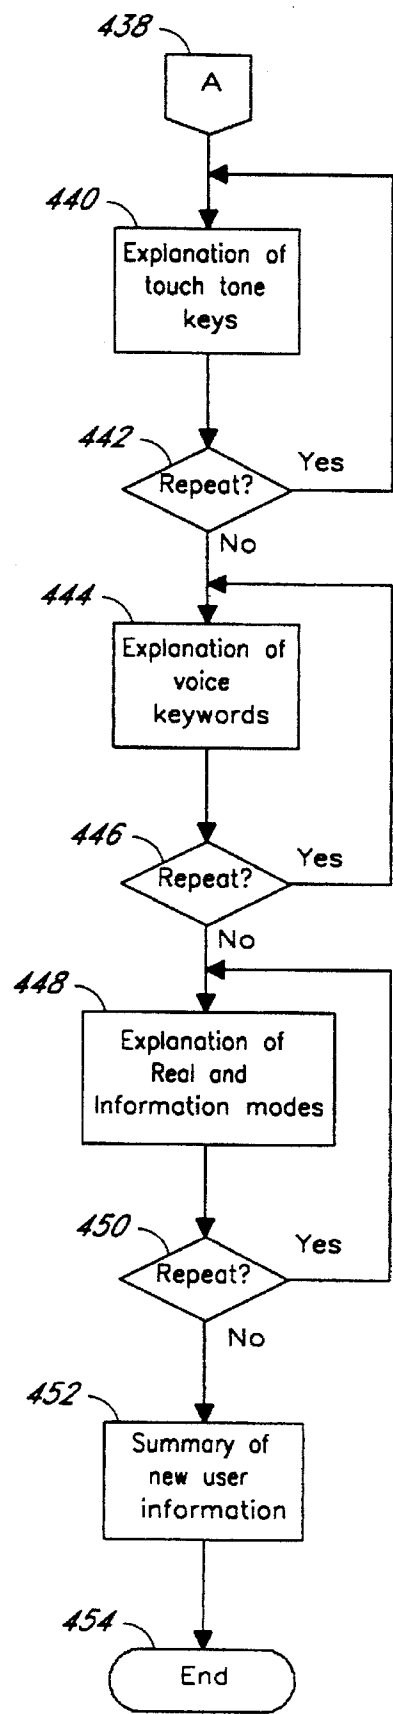 438
A
440
Explanation of
touch tone
keys
442
Repeat?
Yes
No
444
Explanation of
voice
keywords
446
Repeat?
Yes
No
448
Explanation of
Real and
Information modes
450
Repeat?
Yes
No
452
Summary of
new user
information
454
End